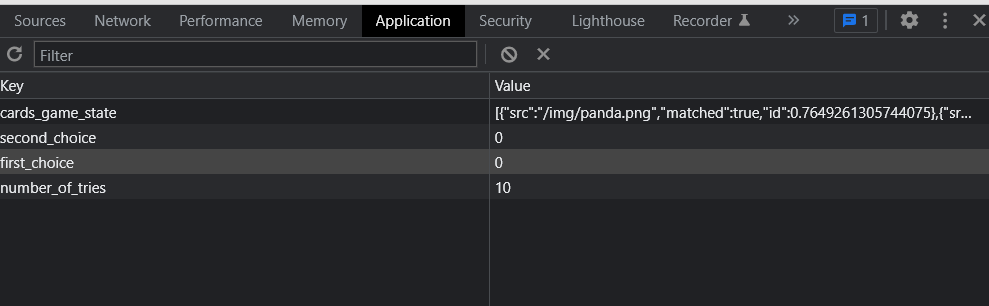 Sources Network Performance Memory Application Security Lighthouse Recorder » 1
Filter
Key Value
cards_game_state [{"src":"/img/panda.png","matched":true,"id":0.7649261305744075},{"sr...
second_choice 0
first_choice 0
number_of_tries 10